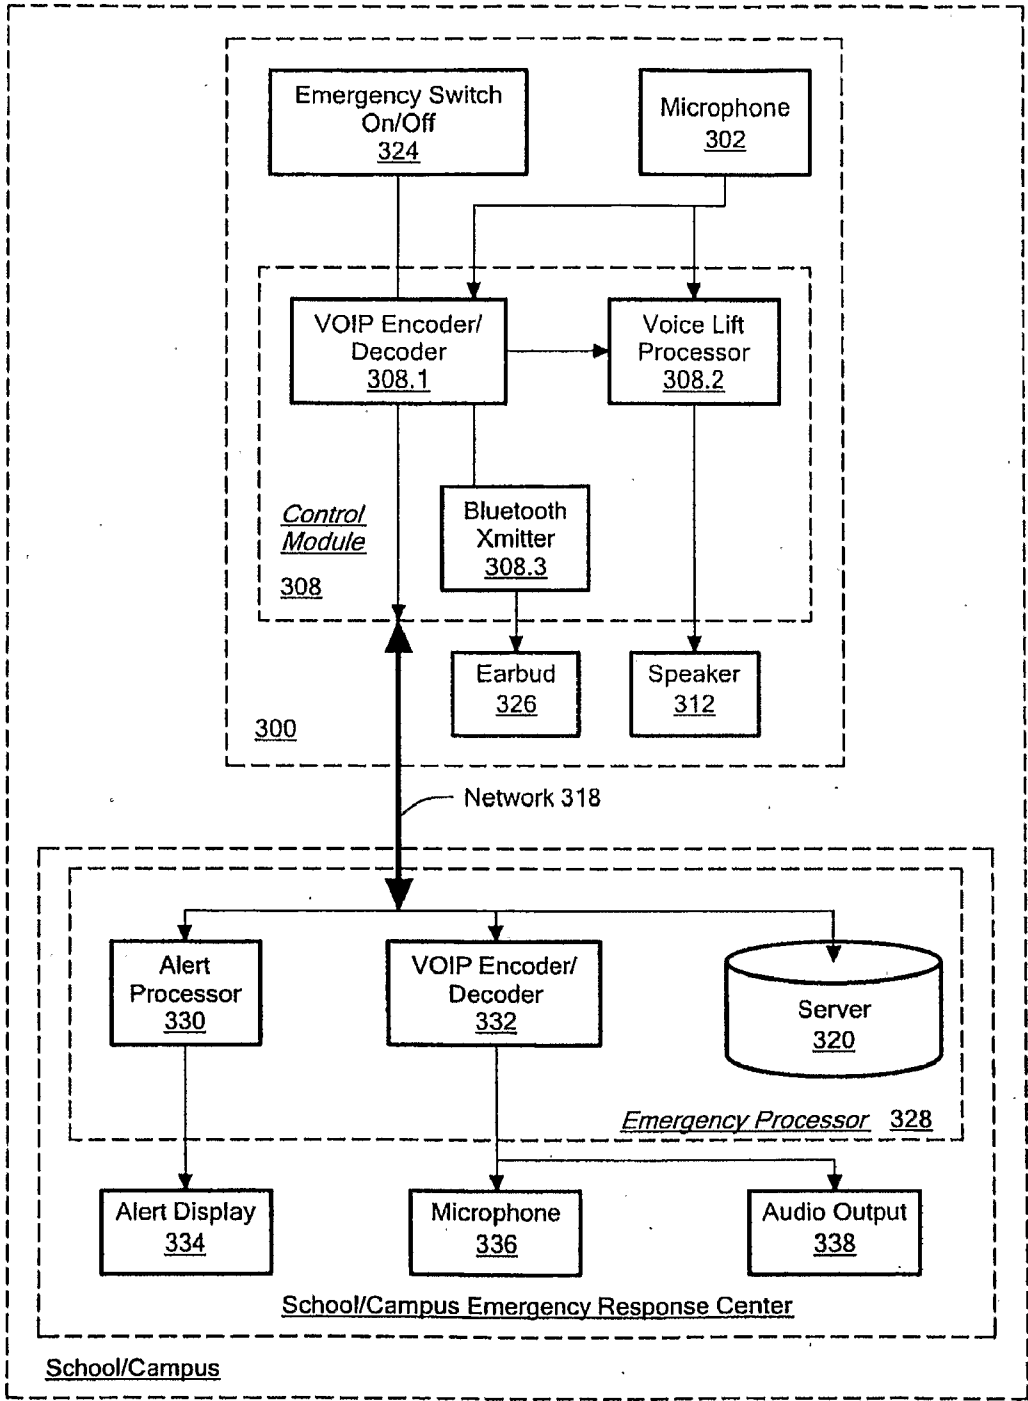 Emergency Switch
On/Off
324
Microphone
302
VOIP Encoder/
Decoder
308.1
Voice Lift
Processor
308.2
Control
Module
308
Bluetooth
Xmitter
308.3
Earbud
326
Speaker
312
300
Network 318
Alert
Processor
330
VOIP Encoder/
Decoder
332
Server
320
Emergency Processor 328
Alert Display
334
Microphone
336
Audio Output
338
School/Campus Emergency Response Center
School/Campus